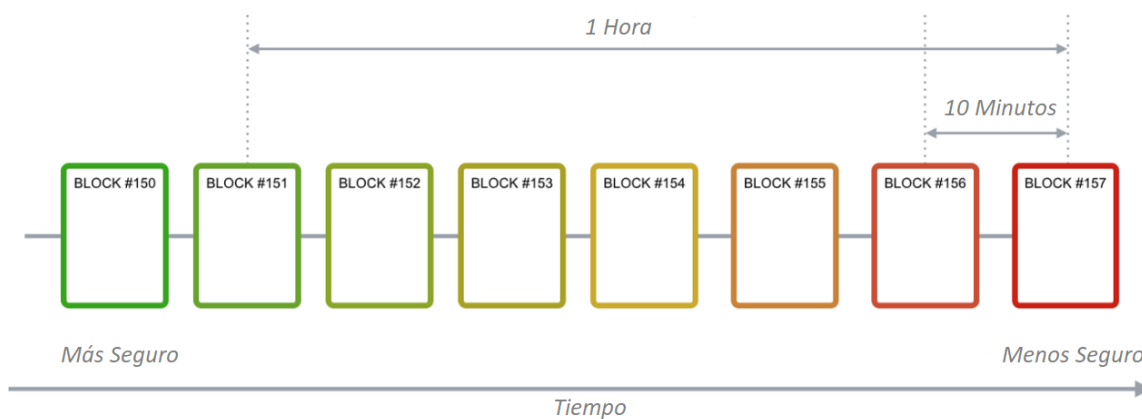 1 Hora
10 Minutos
BLOCK #150
BLOCK #151
BLOCK #152
BLOCK #153
BLOCK #154
BLOCK #155
BLOCK #156
BLOCK #157
Más Seguro
Menos Seguro
Tiempo